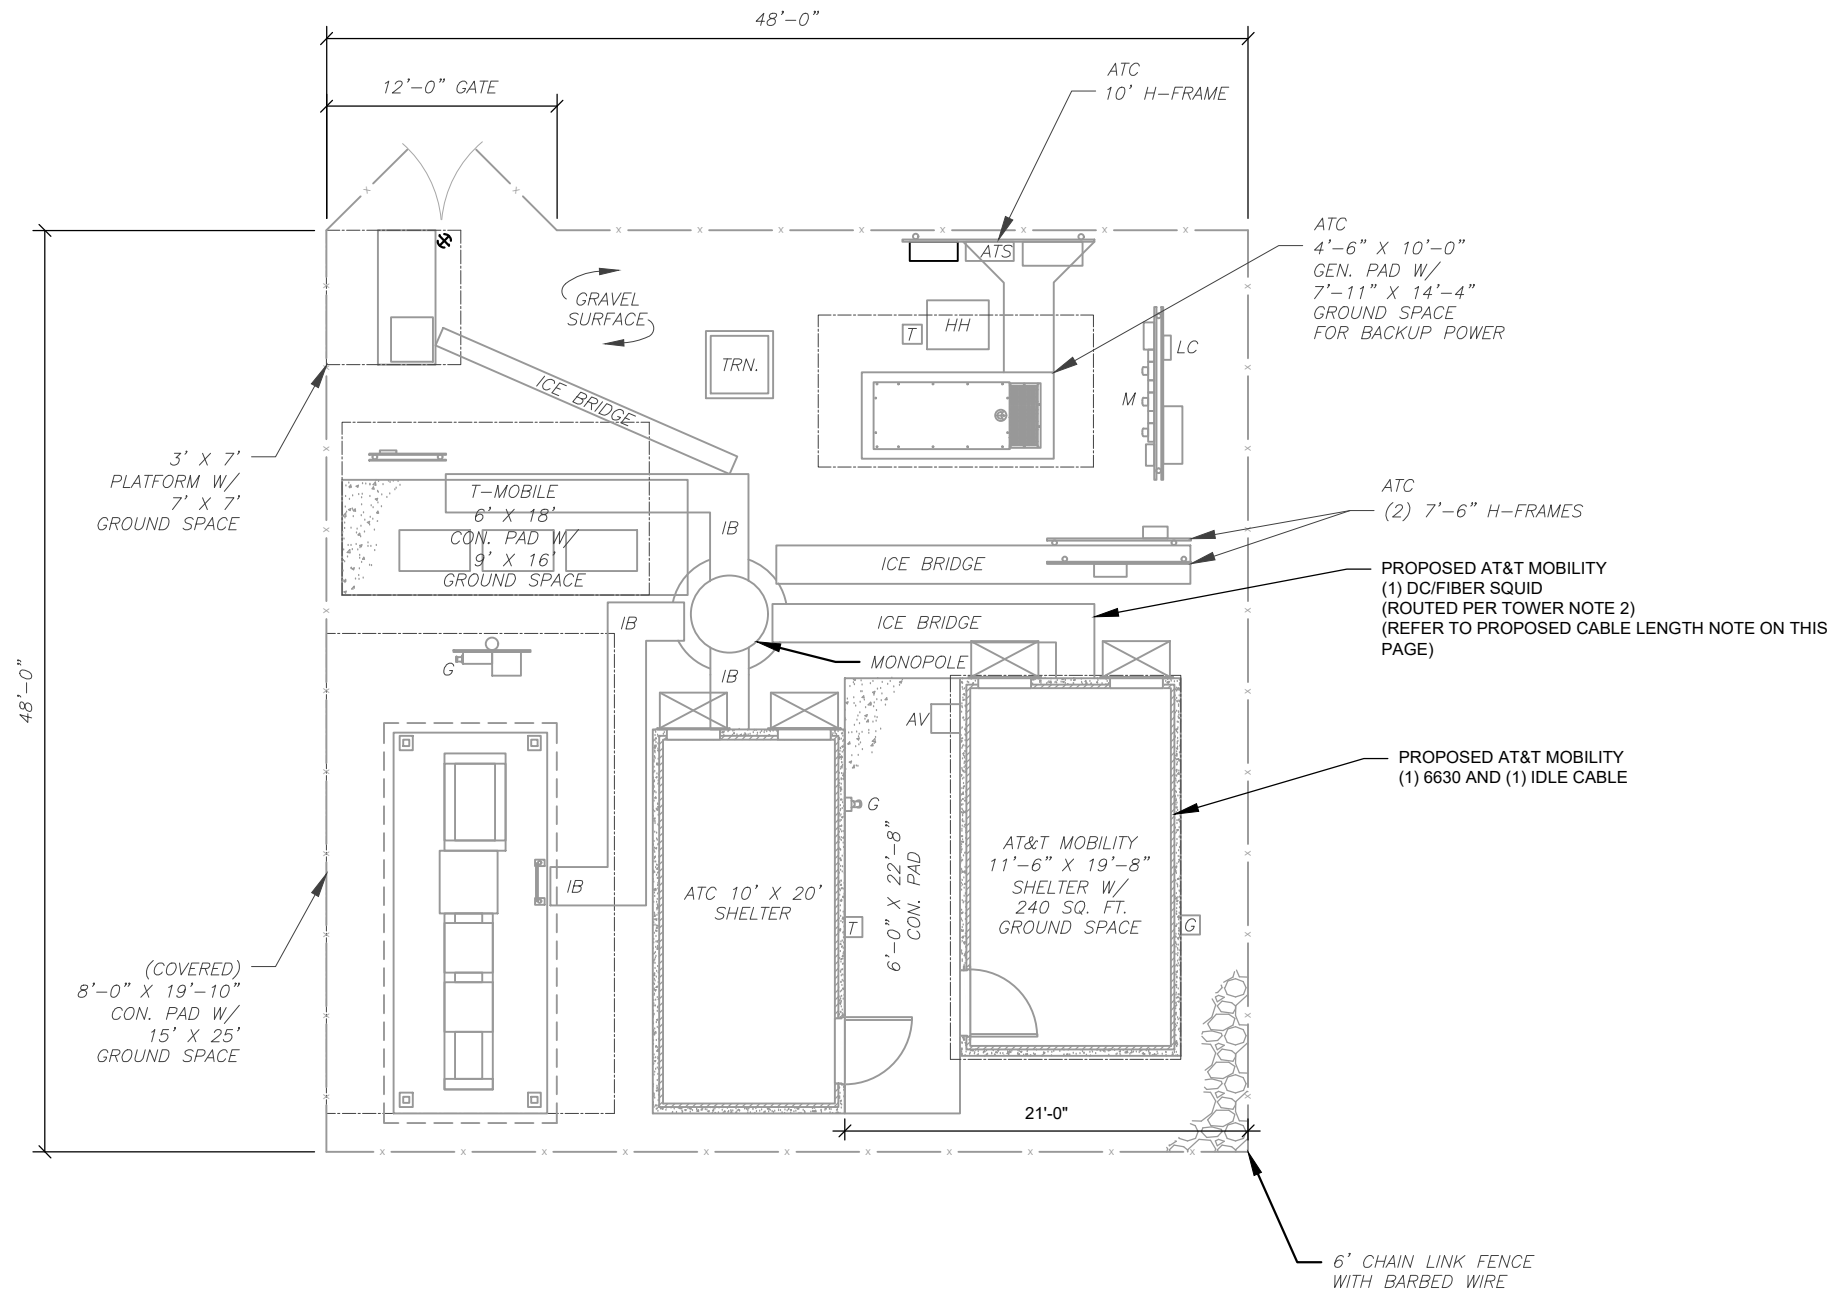 48'-0"
12'-0" GATE
ATC
10' H-FRAME
ATC
4'-6" X 10'-0"
GEN. PAD W/
7'-11" X 14'-4"
GROUND SPACE
FOR BACKUP POWER
ATS
GRAVEL
SURFACE
T
HH
TRN.
LC
M
ICE BRIDGE
3' X 7'
PLATFORM W/
7' X 7'
GROUND SPACE
T-MOBILE
6' X 18'
CON. PAD W/
9' X 16'
GROUND SPACE
IB
ATC
(2) 7'-6" H-FRAMES
ICE BRIDGE
PROPOSED AT&T MOBILITY
(1) DC/FIBER SQUID
(ROUTED PER TOWER NOTE 2)
(REFER TO PROPOSED CABLE LENGTH NOTE ON THIS
PAGE)
IB
ICE BRIDGE
48'-0"
G
IB
MONOPOLE
AV
PROPOSED AT&T MOBILITY
(1) 6630 AND (1) IDLE CABLE
G
6'-0" X 22'-8"
CON. PAD
AT&T MOBILITY
11'-6" X 19'-8"
SHELTER W/
240 SQ. FT.
GROUND SPACE
IB
ATC 10' X 20'
SHELTER
T
G
(COVERED)
8'-0" X 19'-10"
CON. PAD W/
15' X 25'
GROUND SPACE
21'-0"
6' CHAIN LINK FENCE
WITH BARBED WIRE